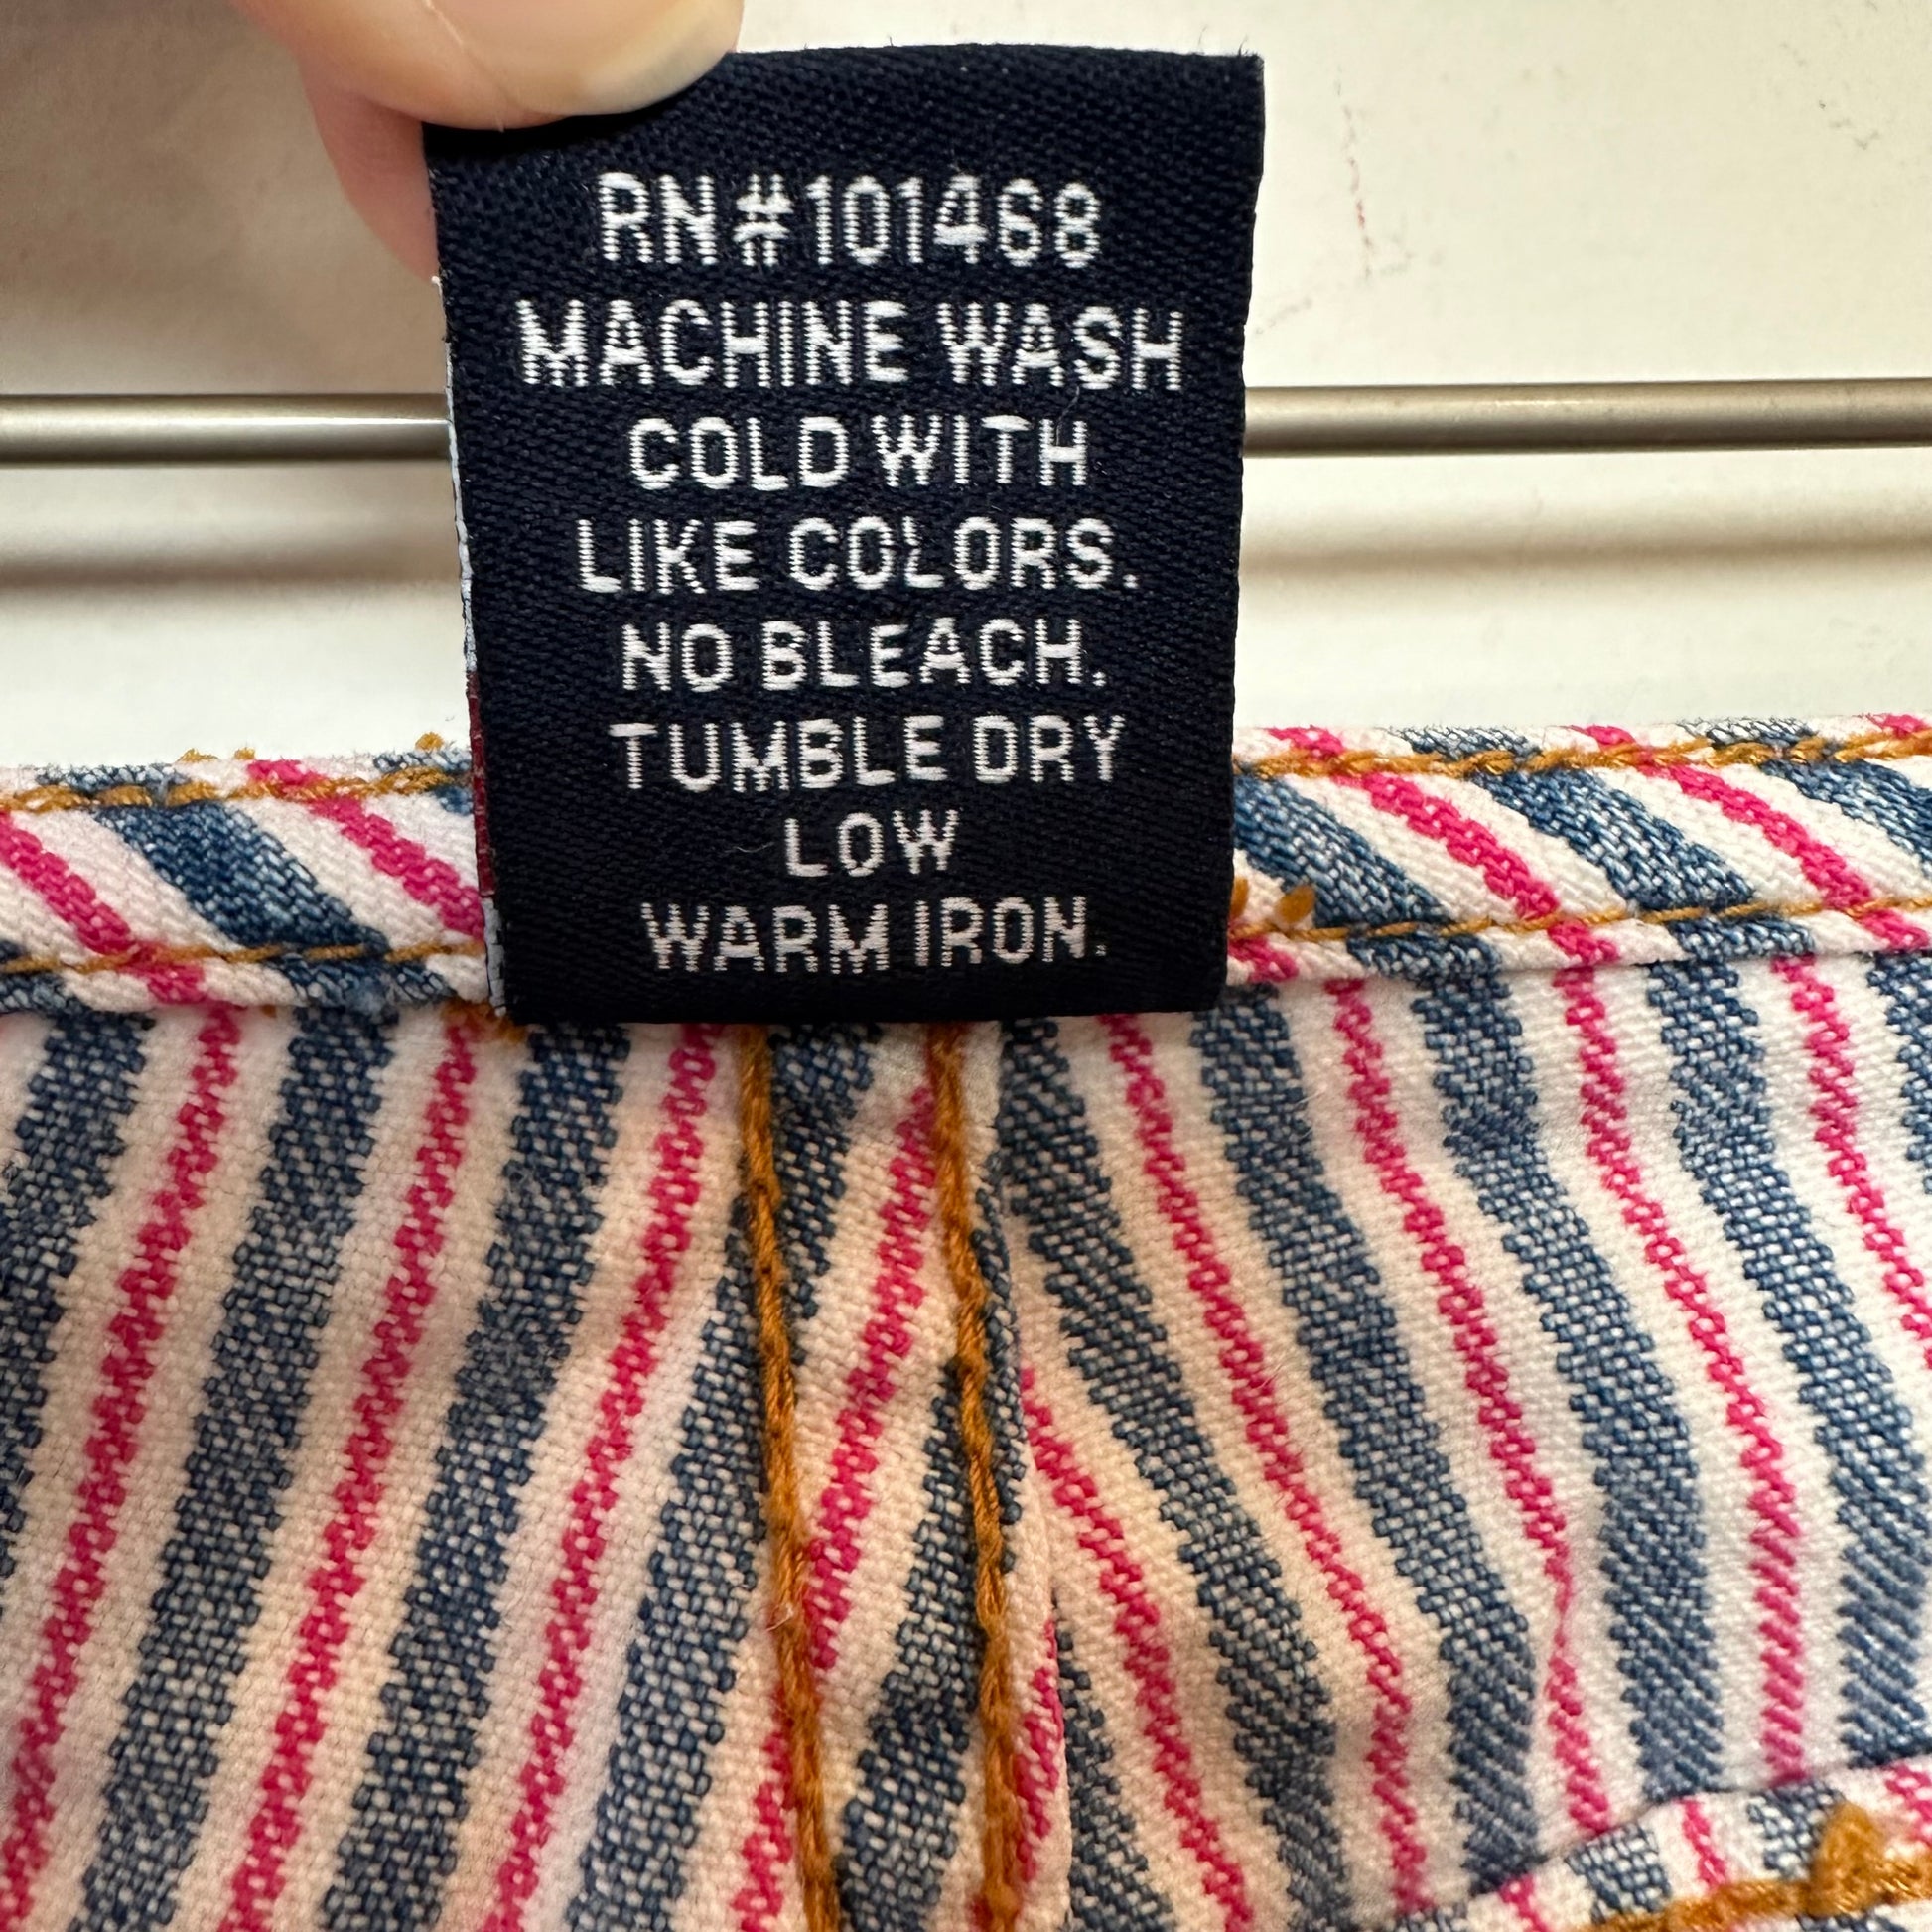 RN#101468
MACHINE WASH
COLD WITH
LIKE COLORS.
NO BLEACH.
TUMBLE DRY
LOW
WARM IRON.